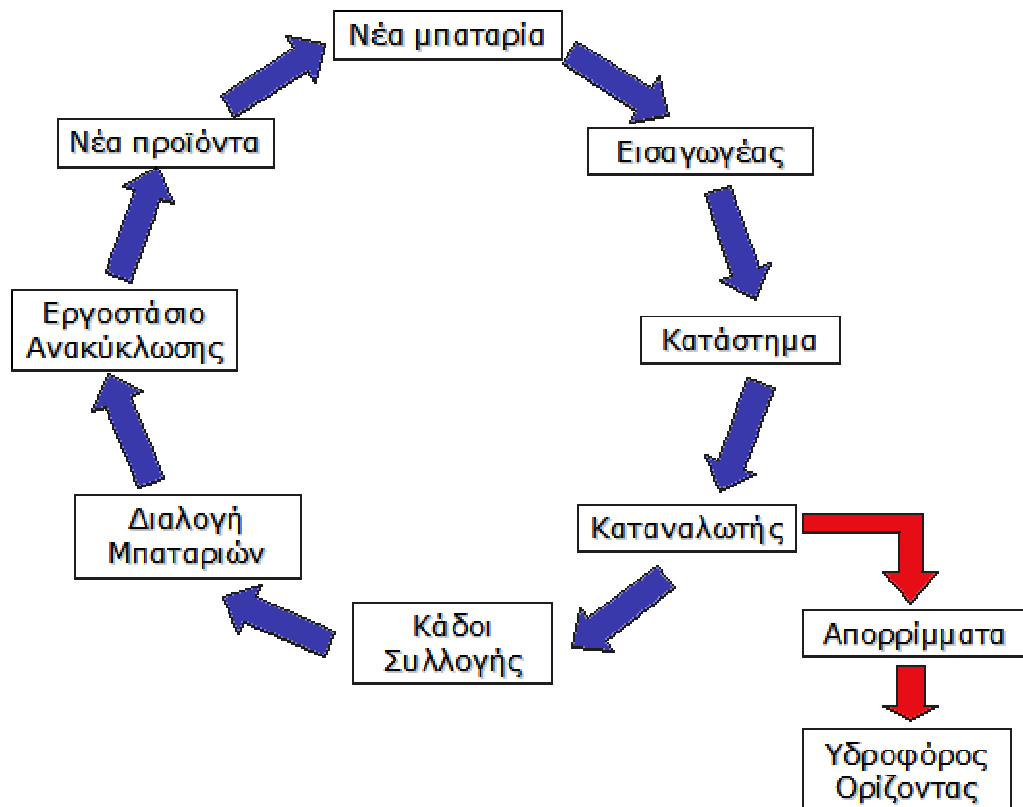 Νέα μπαταρία
Εισαγωγέας
Κατάστημα
Καταναλωτής
Απορρίμματα
Υδροφόρος
Ορίζοντας
Κάδοι
Συλλογής
Διαλογή
Μπαταριών
Εργοστάσιο
Ανακύκλωσης
Νέα προϊόντα